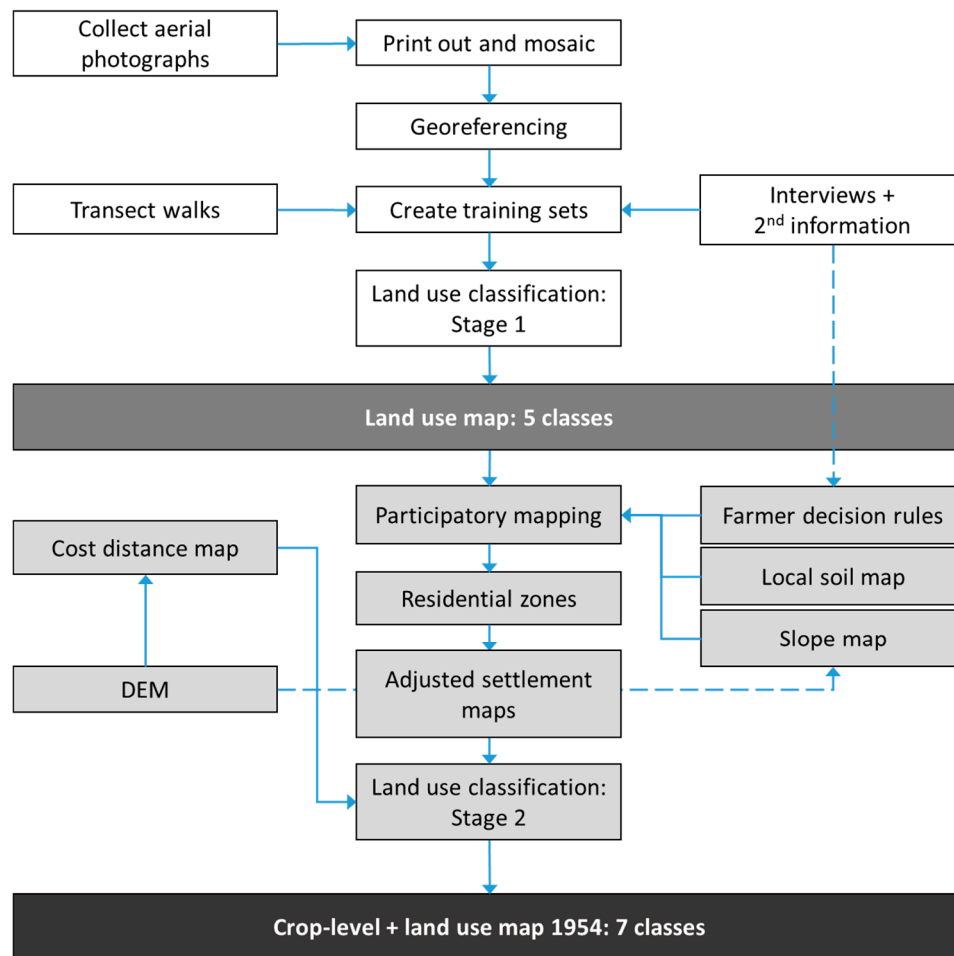 Collect aerial
photographs
Print out and mosaic
Georeferencing
Transect walks
Create training sets
Interviews +
2nd information
Land use classification:
Stage 1
Land use map: 5 classes
Participatory mapping
Farmer decision rules
Cost distance map
Local soil map
Residential zones
Slope map
DEM
Adjusted settlement
maps
Land use classification:
Stage 2
Crop-level + land use map 1954: 7 classes